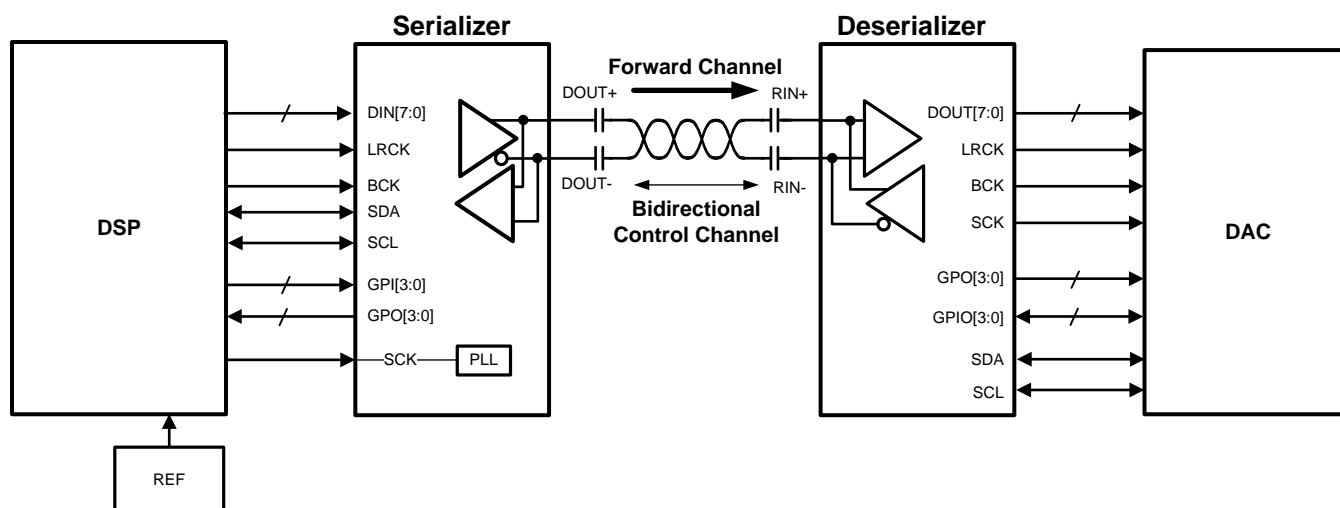 Serializer
Deserializer
Forward Channel
DOUT+
RIN+
DIN[7:0]
DOUT[7:0]
LRCK
LRCK
BCK
BCK
DOUT-
RIN-
SDA
SCK
DSP
Bidirectional
Control Channel
DAC
SCL
GPI[3:0]
GPO[3:0]
GPO[3:0]
GPIO[3:0]
SCK
PLL
SDA
SCL
REF